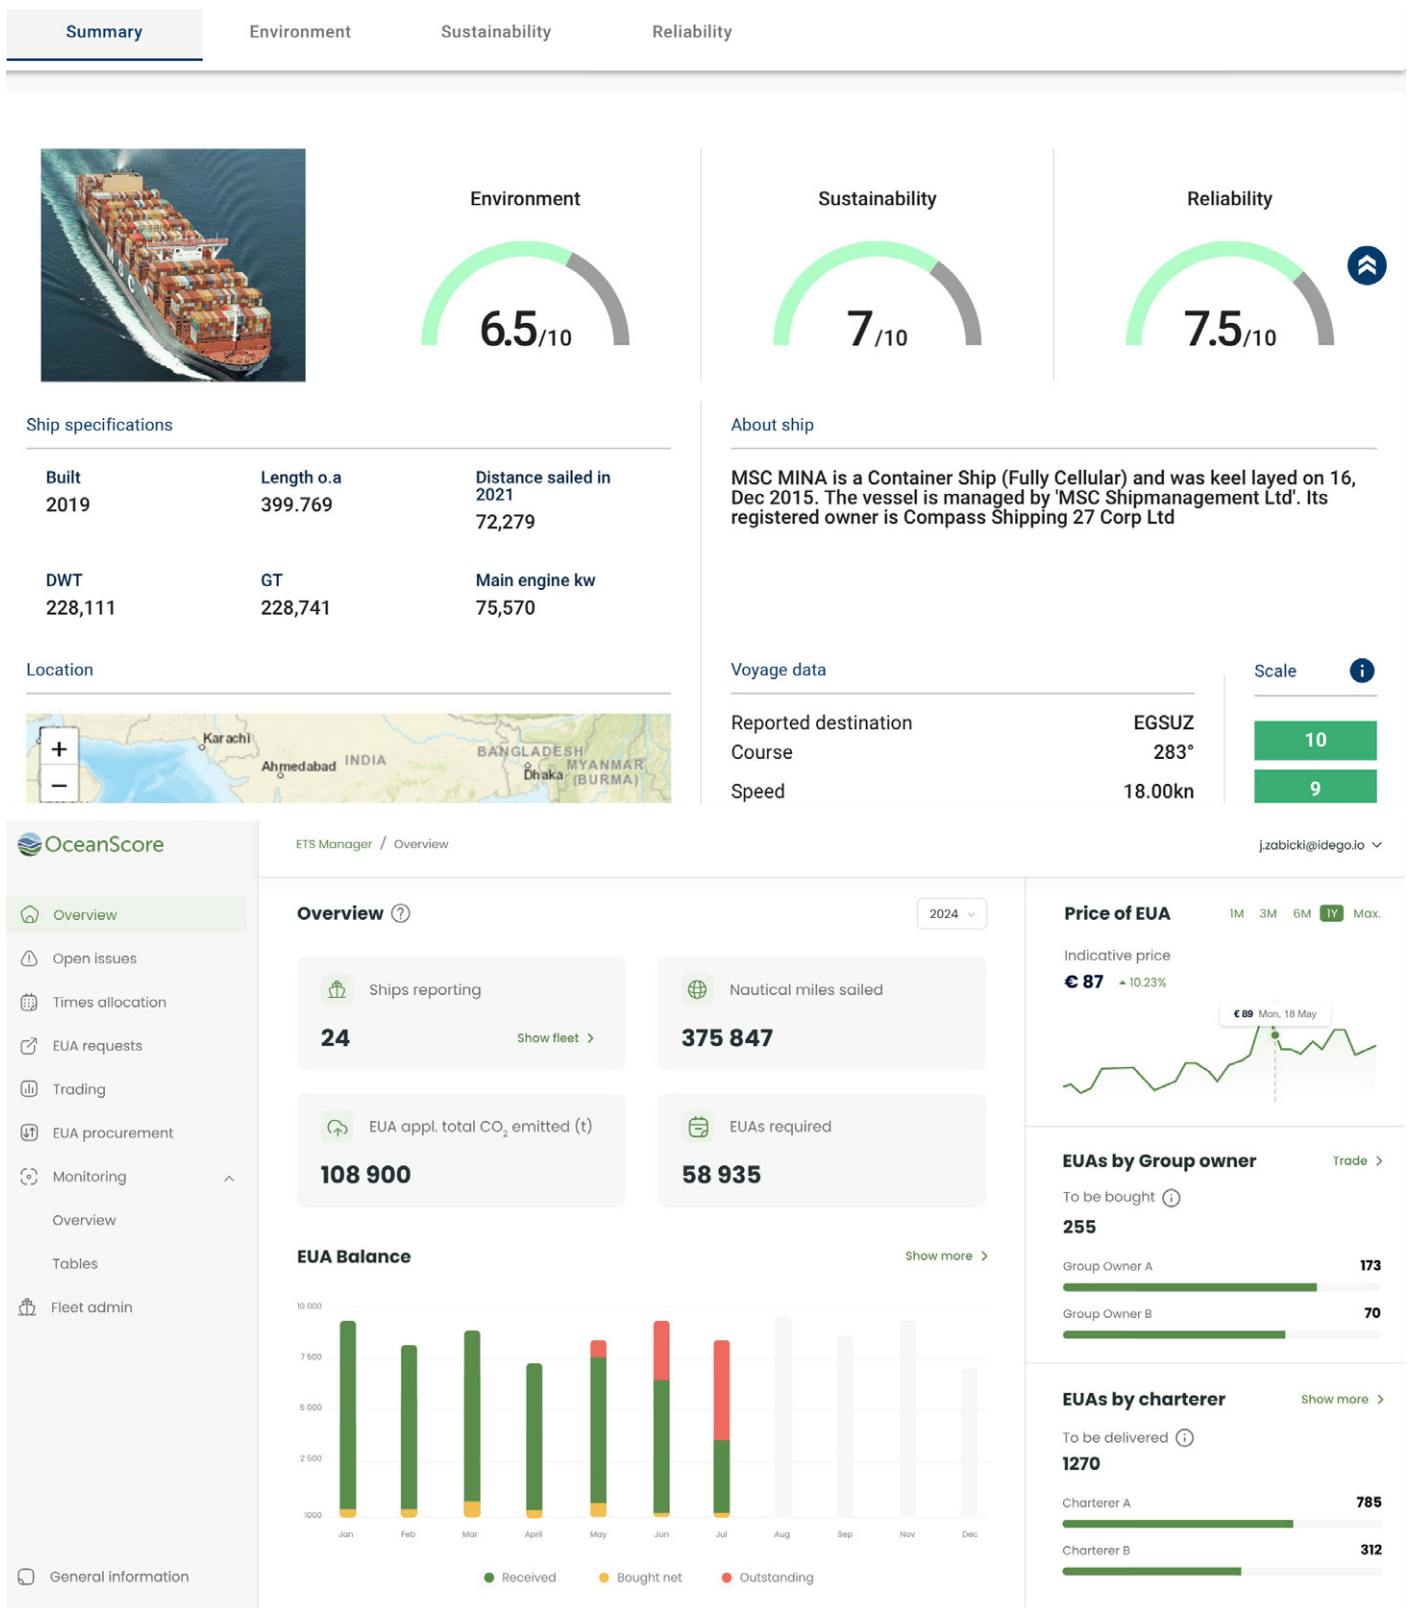 Summary
Environment
Sustainability
Reliability
Environment
6.5/10
Sustainability
7/10
Reliability
7.5/10
MSC
Ship specifications
Built
2019
Length o.a
399.769
Distance sailed in
2021
72,279
DWT
228,111
GT
228,741
Main engine kw
75,570
About ship
MSC MINA is a Container Ship (Fully Cellular) and was keel layed on 16,
Dec 2015. The vessel is managed by 'MSC Shipmanagement Ltd'. Its
registered owner is Compass Shipping 27 Corp Ltd
Location
+
−
Karachi
Ahmedabad
INDIA
BANGLADESH
Dhaka
MYANMAR
(BURMA)
Voyage data
Reported destination EGSUZ
Course 283°
Speed 18.00kn
Scale i
10
9
OceanScore
Overview
Open issues
Times allocation
EUA requests
Trading
EUA procurement
Monitoring
Overview
Tables
Fleet admin
General information
ETS Manager / Overview
j.zabicki@idego.io
Overview ?
2024
Ships reporting
24
Show fleet >
Nautical miles sailed
375 847
EUA appl. total CO₂ emitted (t)
108 900
EUAs required
58 935
EUA Balance
Show more >
10 000
7 500
5 000
2 500
1000
Jan Feb Mar April May Jun Jul Aug Sep Nov Dec
Received Bought net Outstanding
Price of EUA
1M 3M 6M 1Y Max.
Indicative price
€ 87 10.23%
€ 89 Mon, 18 May
EUAs by Group owner
Trade >
To be bought i
255
Group Owner A 173
Group Owner B 70
EUAs by charterer
Show more >
To be delivered i
1270
Charterer A 785
Charterer B 312